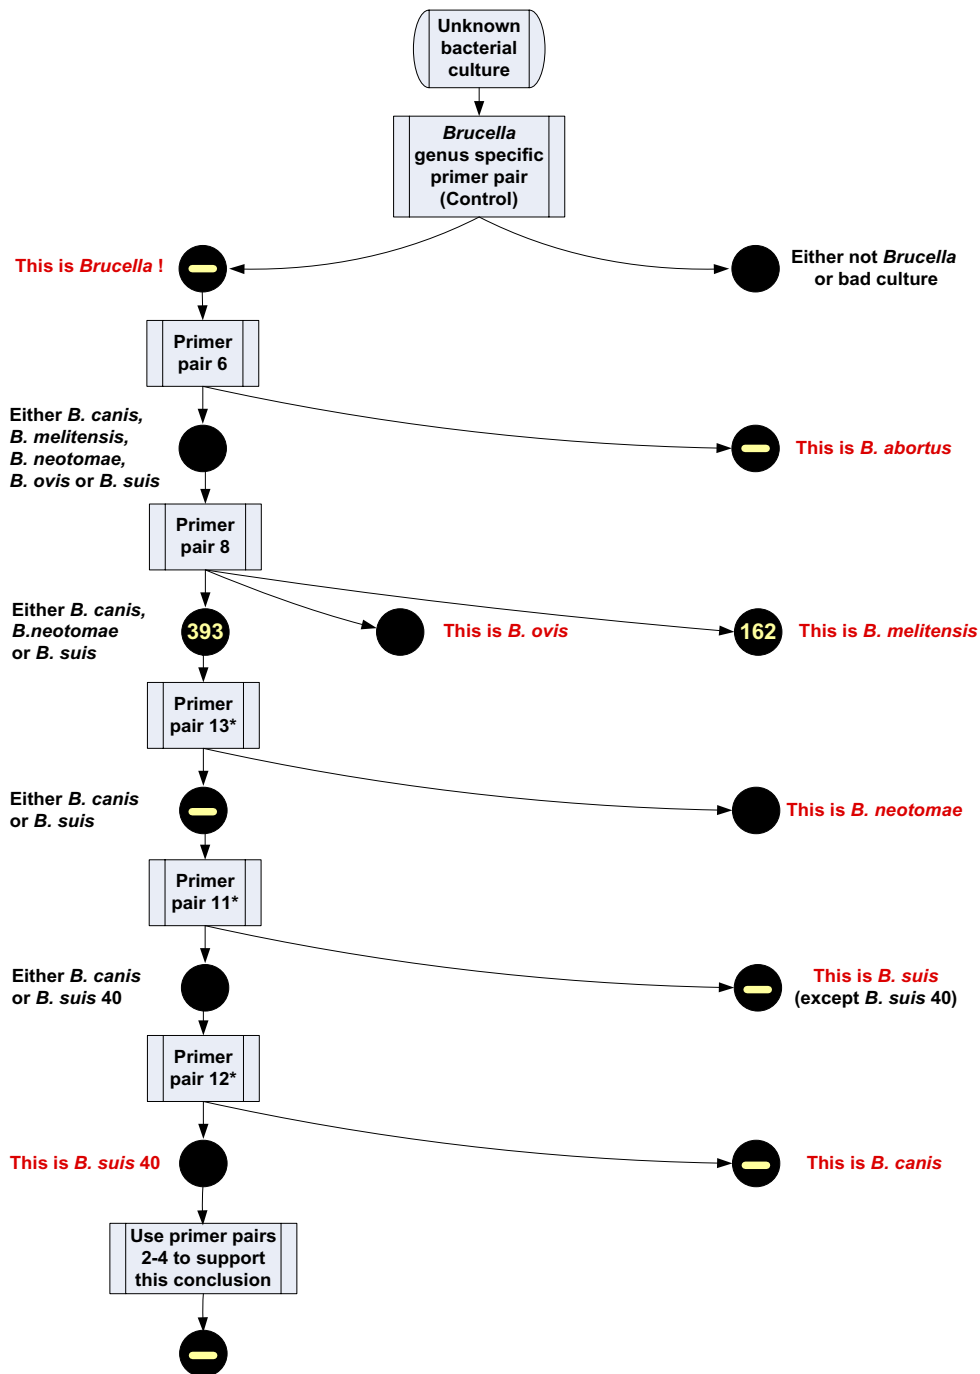 Unknown
bacterial
culture
Brucella
genus specific
primer pair
(Control)
This is Brucella !
Either not Brucella
or bad culture
Primer
pair 6
Either B. canis,
B. melitensis,
B. neotomae,
B. ovis or B. suis
This is B. abortus
Primer
pair 8
Either B. canis,
B.neotomae
or B. suis
393
This is B. ovis
162
This is B. melitensis
Primer
pair 13*
Either B. canis
or B. suis
This is B. neotomae
Primer
pair 11*
Either B. canis
or B. suis 40
This is B. suis
(except B. suis 40)
Primer
pair 12*
This is B. suis 40
This is B. canis
Use primer pairs
2-4 to support
this conclusion